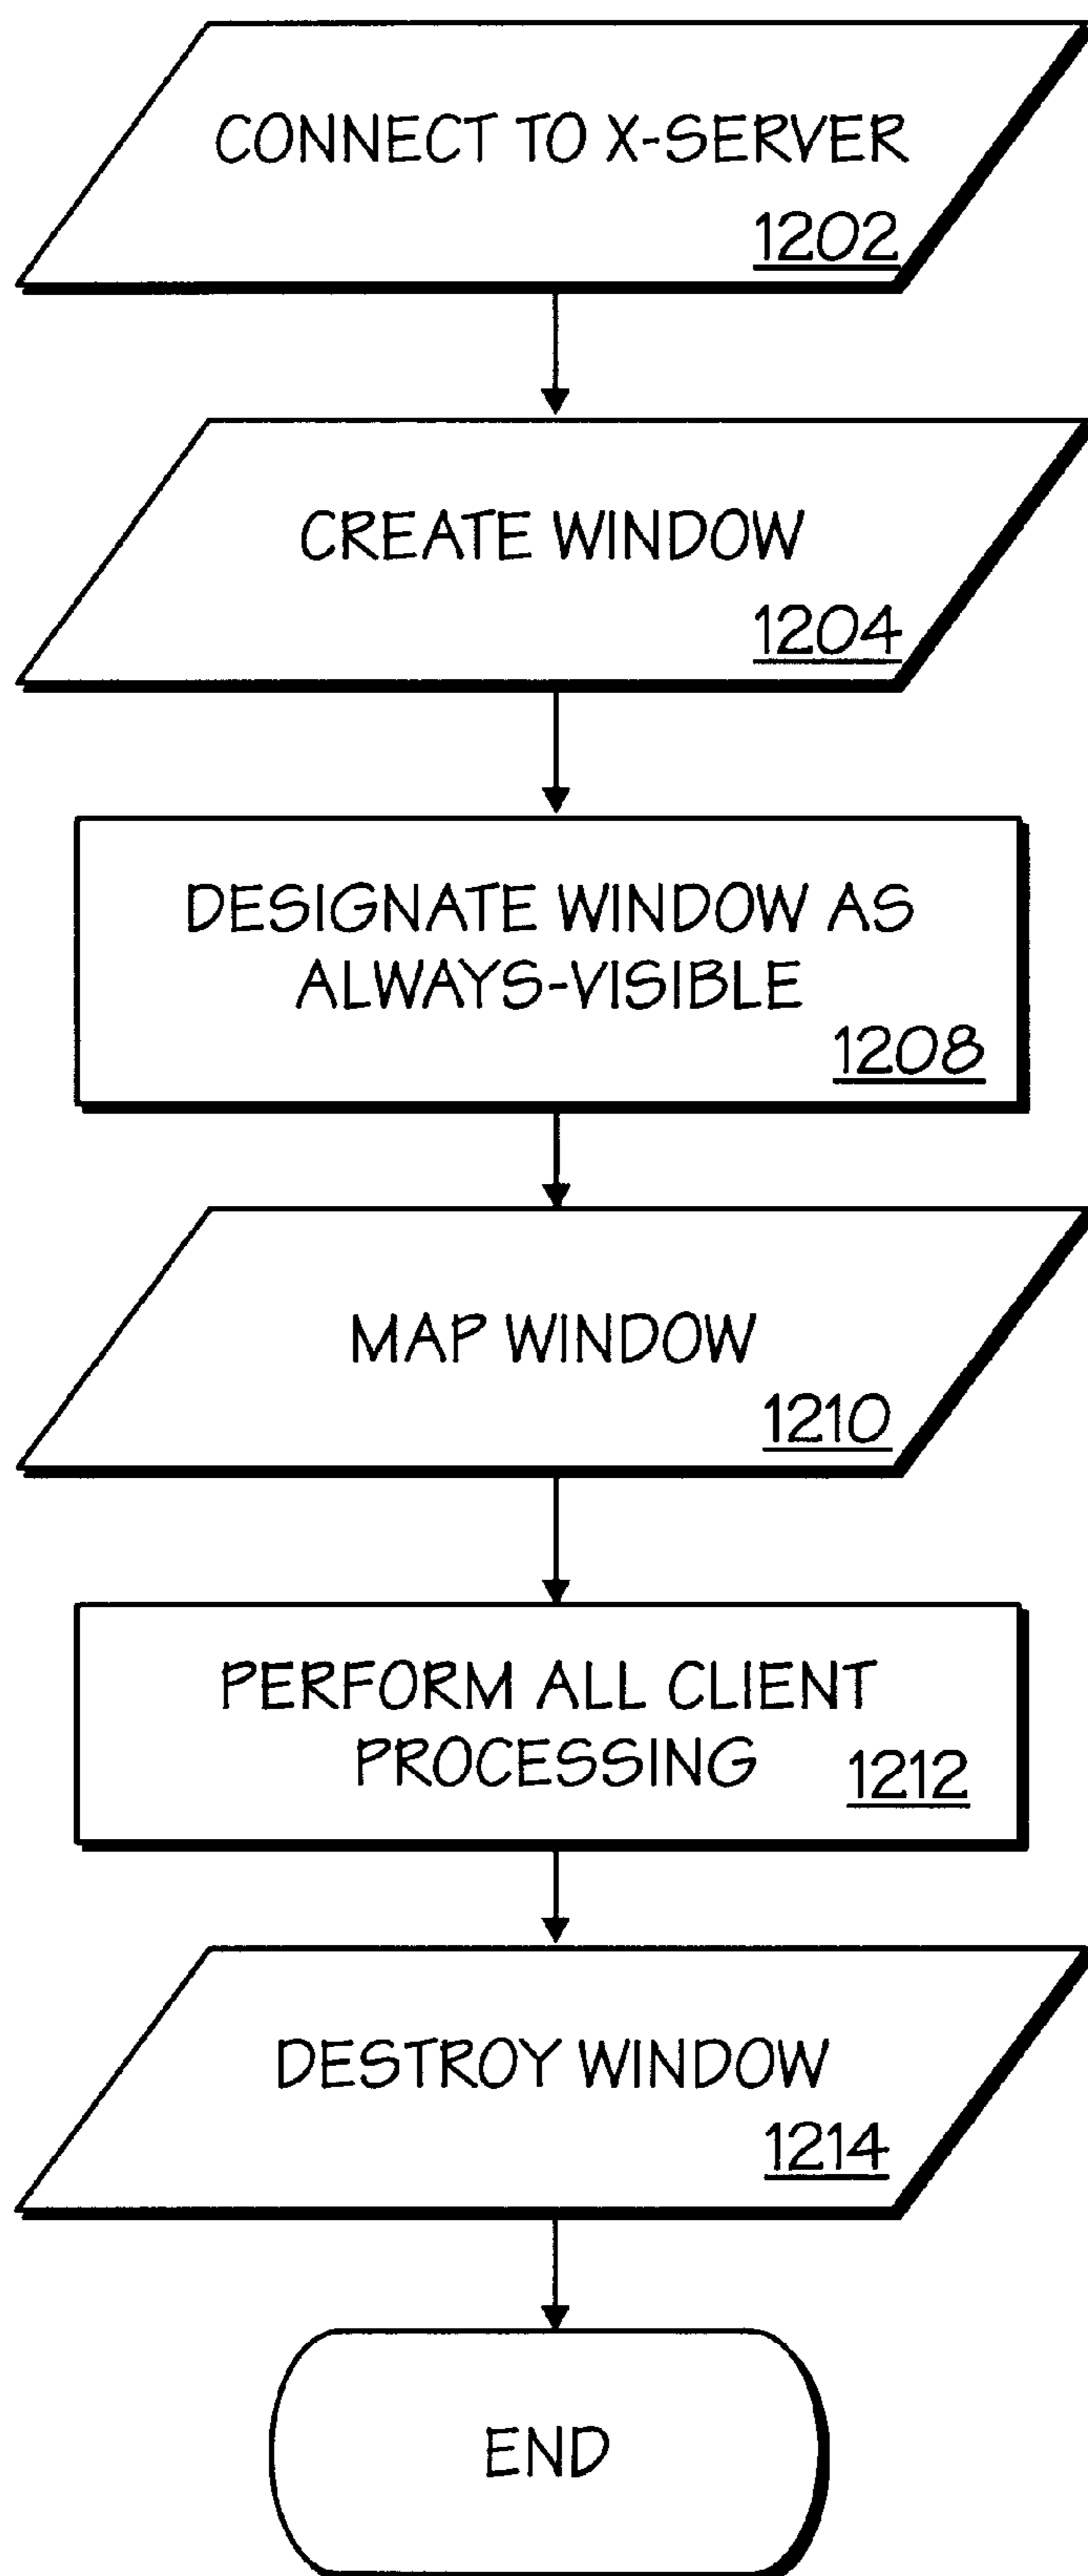 CONNECT TO X-SERVER
1202
CREATE WINDOW
1204
DESIGNATE WINDOW AS
ALWAYS-VISIBLE
1208
MAP WINDOW
1210
PERFORM ALL CLIENT
PROCESSING
1212
DESTROY WINDOW
1214
END